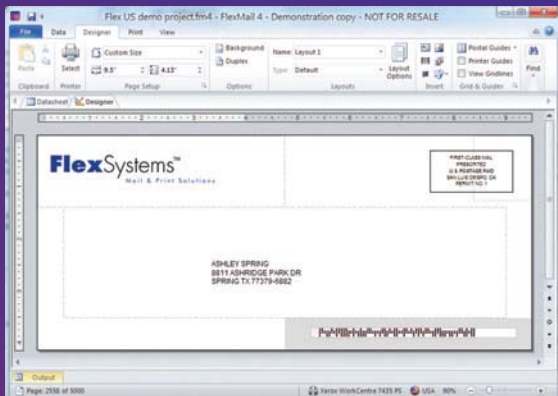 Flex US demo project.fm4 - FlexMail 4 - Demonstration copy - NOT FOR RESALE
File Data Designer Print View
Paste Select Custom Size Background Name: Layout 1 Layout Options Postal Guides Find
9.5" 4.13" Duplex Type: Default Printer Guides
View Gridlines
Clipboard Printer Page Setup Options Layouts Insert Grid & Guides
Datasheet Designer
FlexSystems™
Mail & Print Solutions
FIRST-CLASS MAIL
PRESORTED
U.S. POSTAGE PAID
SAN LUIS OBISPO, CA
PERMIT NO. 1
ASHLEY SPRING
8811 ASHRIDGE PARK DR
SPRING TX 77379-6882
Output
Page: 2558 of 5000 Xerox WorkCentre 7435 PS USA 90%